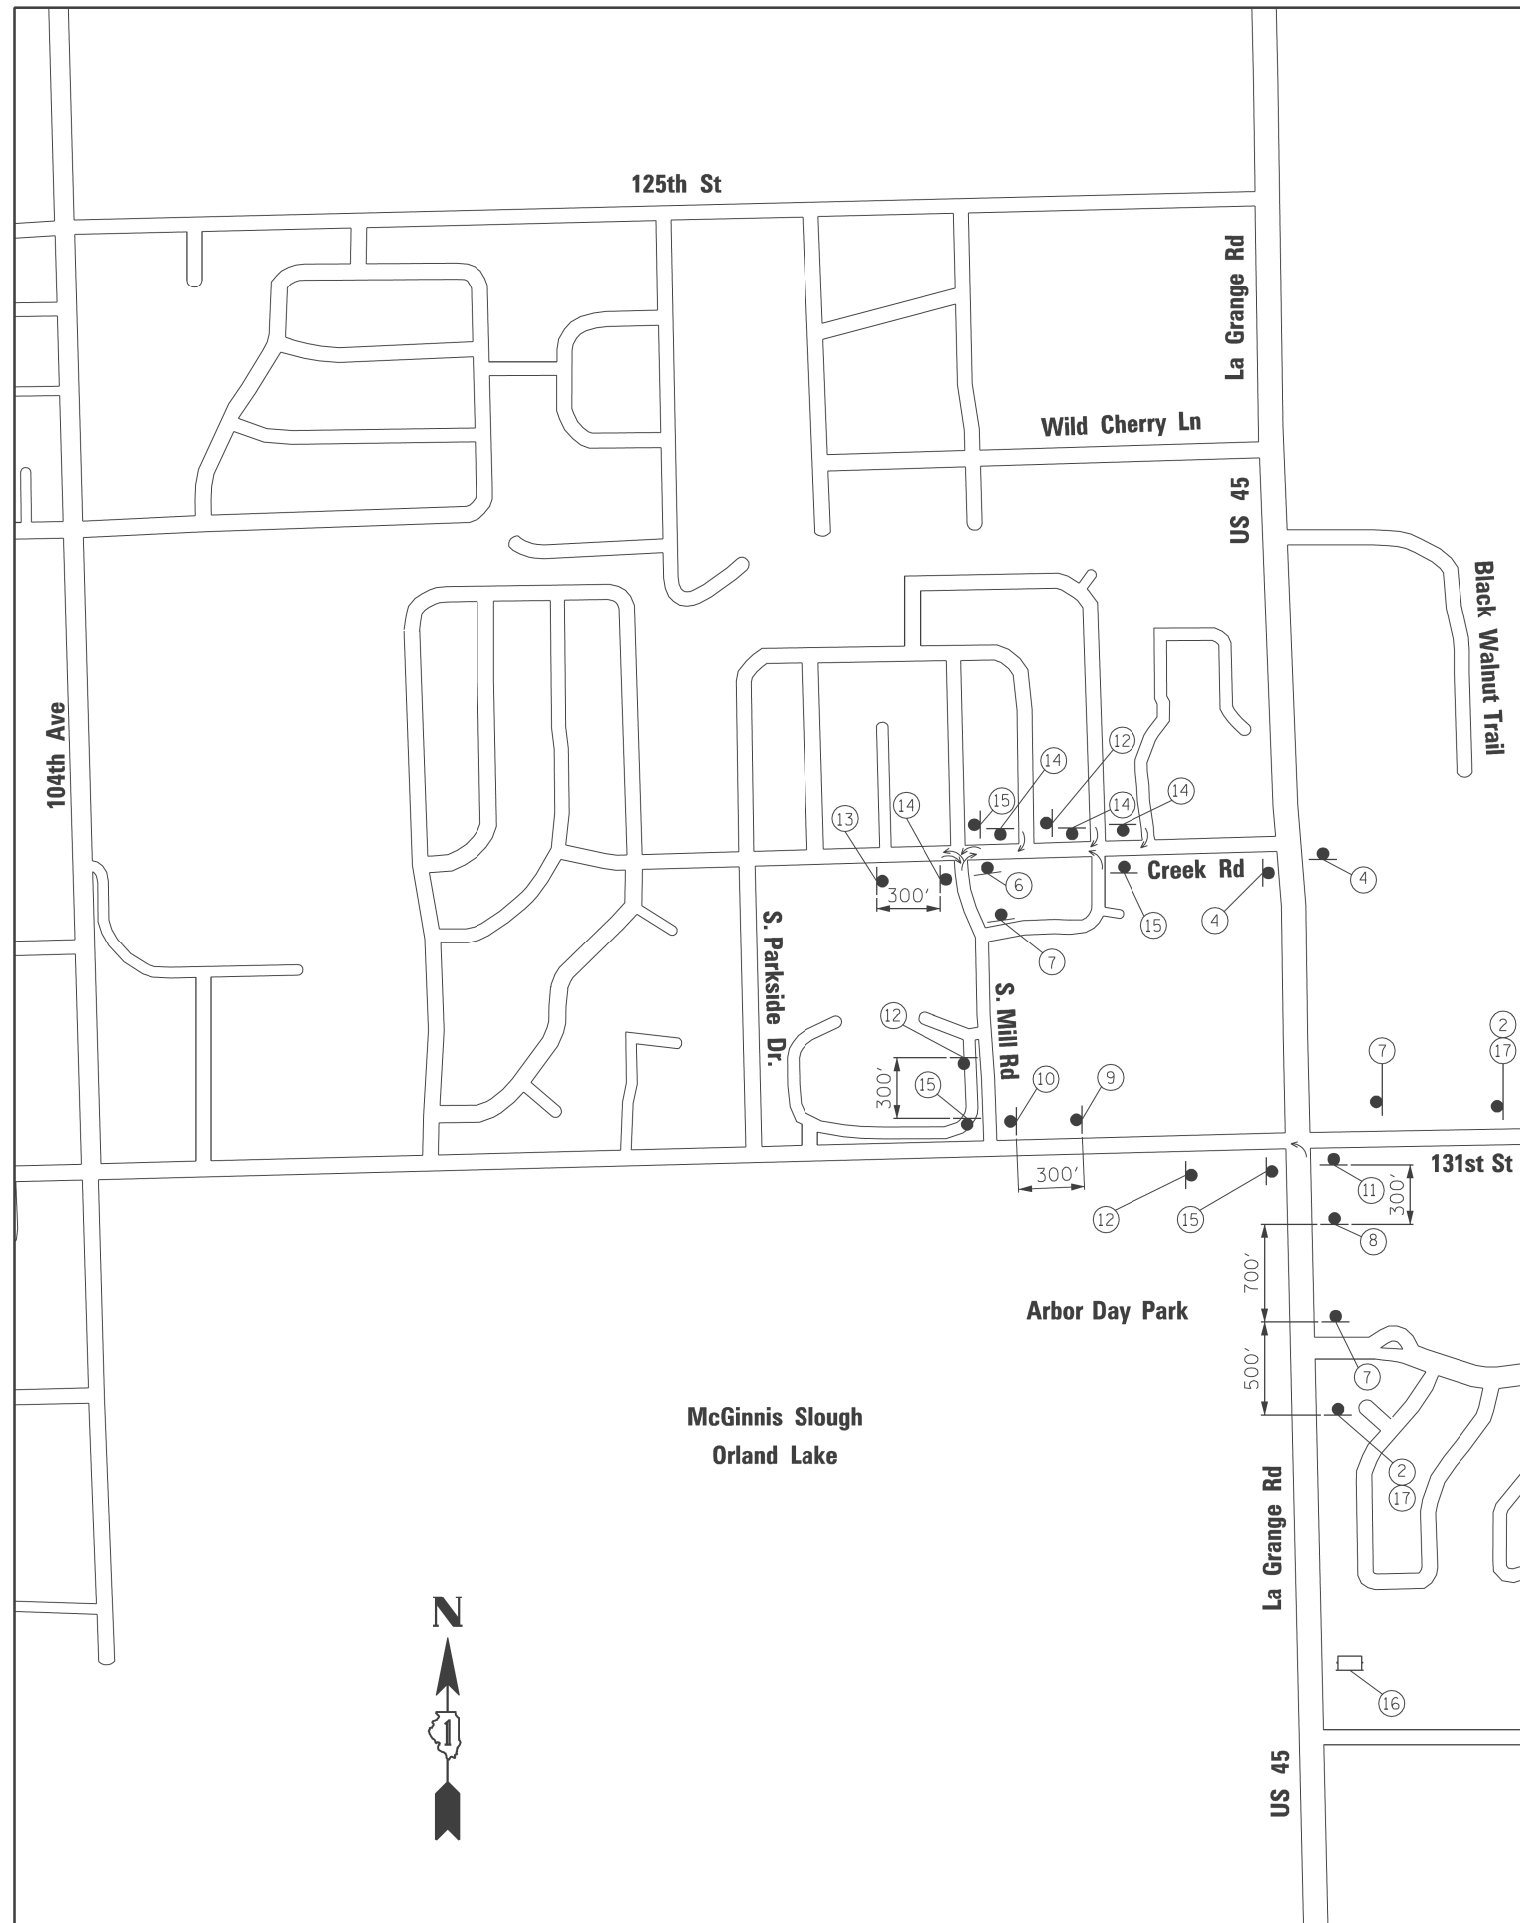 125th St
La Grange Rd
Wild Cherry Ln
US 45
Black Walnut Trail
104th Ave
12
14
14
15
14
14
13
Creek Rd
6
4
4
300'
15
7
S. Parkside Dr.
S. Mill Rd
12
2
17
7
300'
15
10
9
131st St
300'
11
300'
12
15
8
700'
Arbor Day Park
500'
7
McGinnis Slough
Orland Lake
2
17
La Grange Rd
N
16
1
US 45